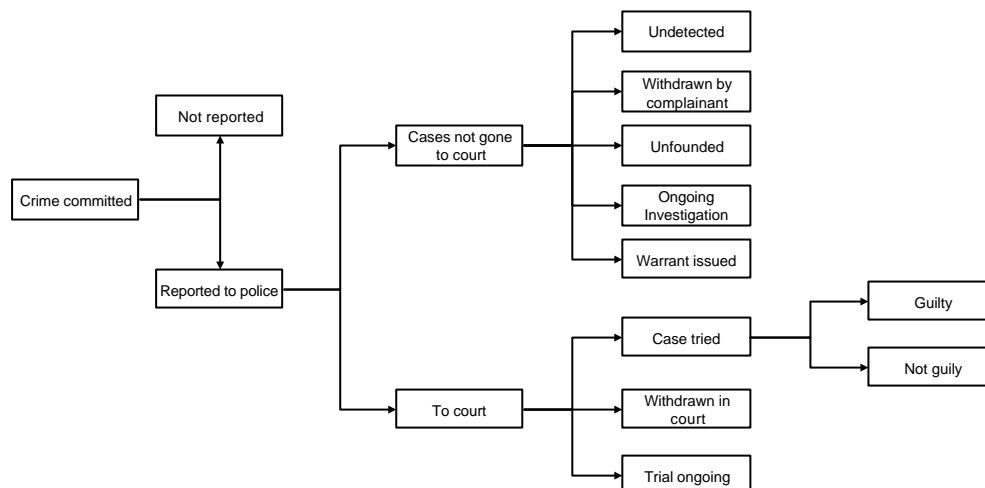 Undetected
Withdrawn by
complainant
Not reported
Cases not gone
to court
Unfounded
Crime committed
Ongoing
Investigation
Reported to police
Warrant issued
Guilty
Case tried
Not guily
To court
Withdrawn in
court
Trial ongoing